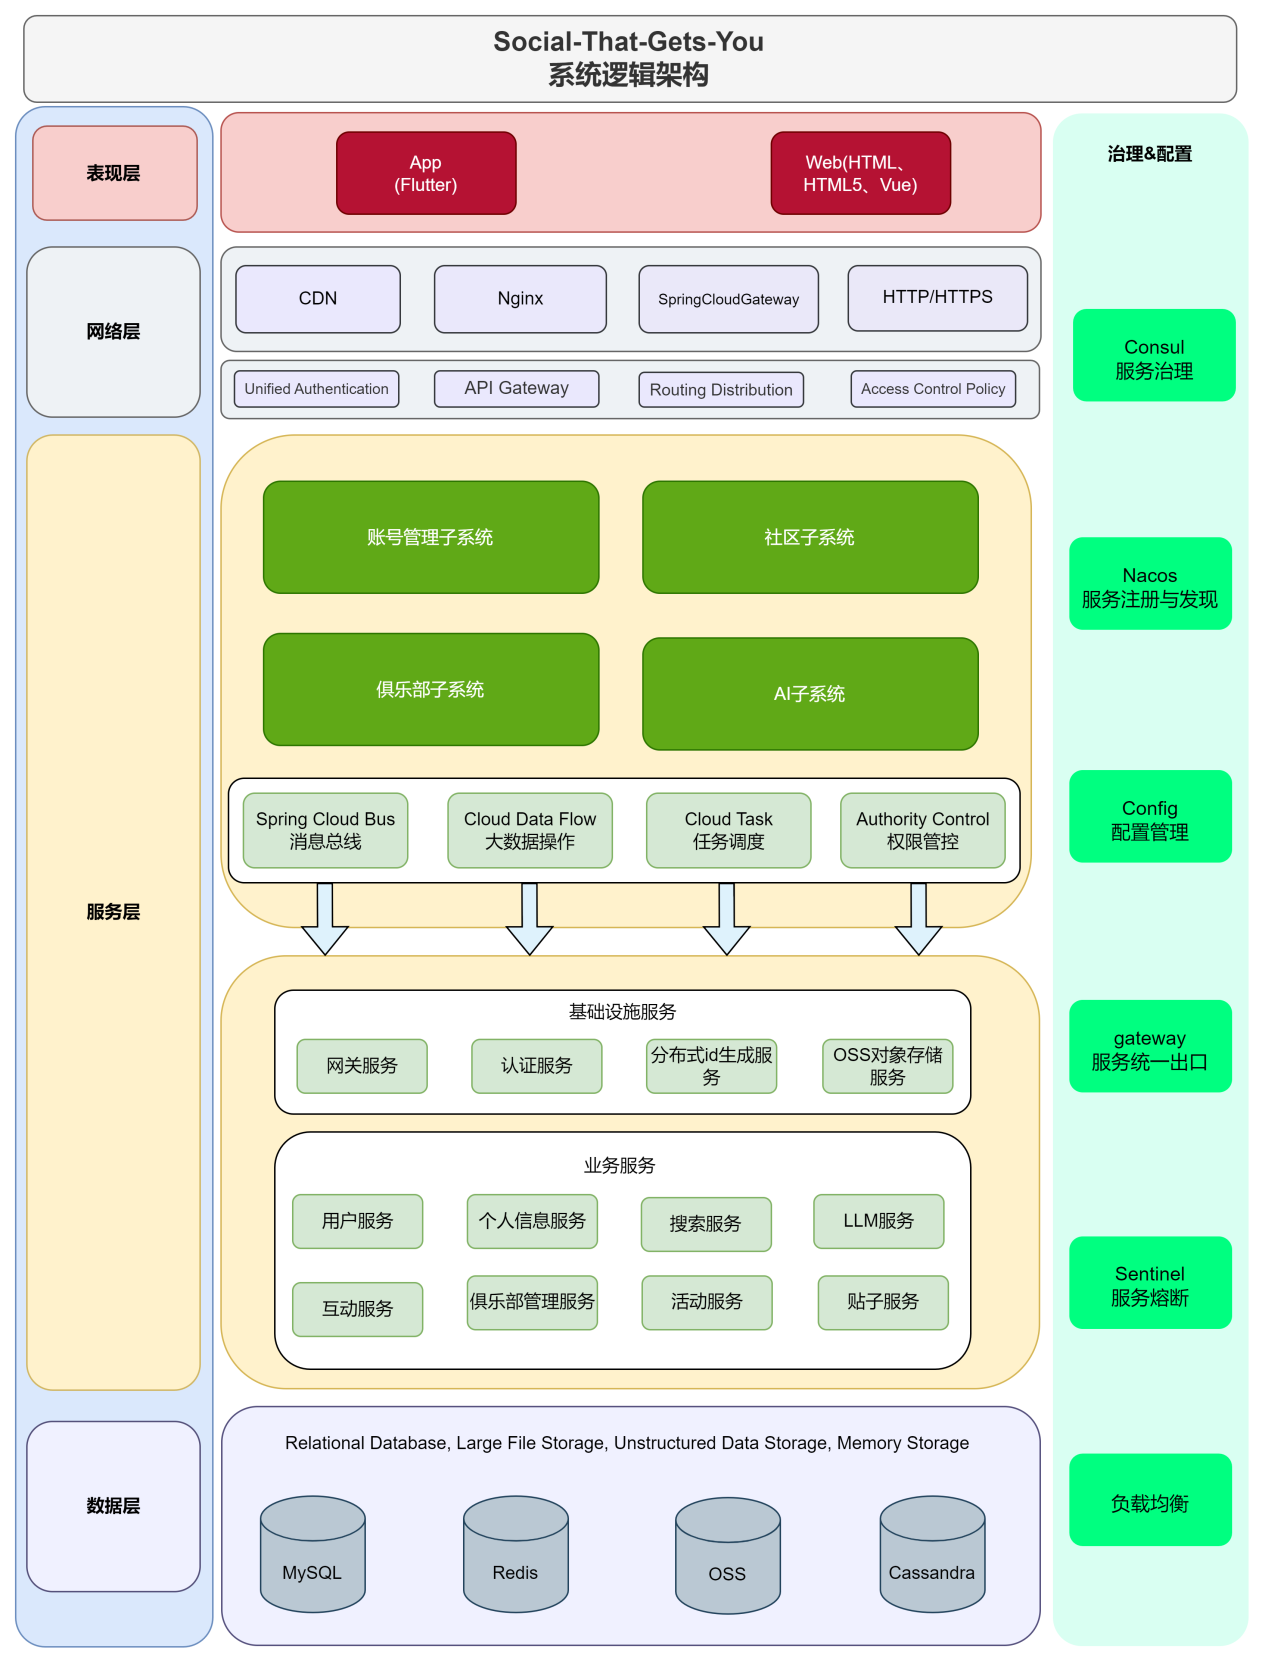 Social-That-Gets-You
系统逻辑架构
表现层
App
(Flutter)
Web(HTML、
HTML5、Vue)
治理&配置
网络层
CDN
Nginx
SpringCloudGateway
HTTP/HTTPS
Unified Authentication
API Gateway
Routing Distribution
Access Control Policy
Consul
服务治理
服务层
账号管理子系统
社区子系统
Nacos
服务注册与发现
俱乐部子系统
AI子系统
Spring Cloud Bus
消息总线
Cloud Data Flow
大数据操作
Cloud Task
任务调度
Authority Control
权限管控
Config
配置管理
基础设施服务
网关服务
认证服务
分布式id生成服
务
OSS对象存储
服务
gateway
服务统一出口
业务服务
用户服务
个人信息服务
搜索服务
LLM服务
互动服务
俱乐部管理服务
活动服务
贴子服务
Sentinel
服务熔断
数据层
Relational Database, Large File Storage, Unstructured Data Storage, Memory Storage
MySQL
Redis
OSS
Cassandra
负载均衡